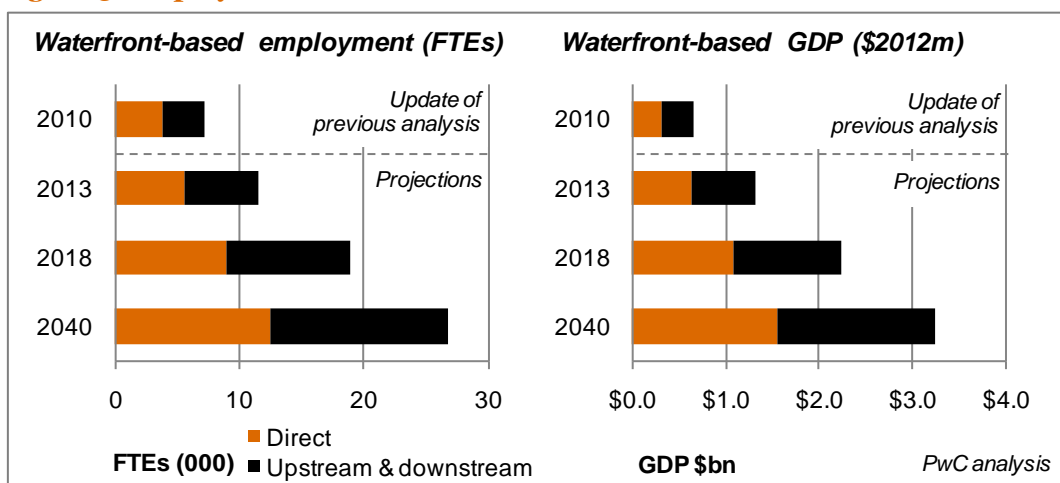 Waterfront-based employment (FTEs)
2010
2013
2018
2040
Update of
previous analysis
Projections
0 10 20 30
FTEs (000)
Direct
Upstream & downstream
Waterfront-based GDP ($2012m)
2010
2013
2018
2040
Update of
previous analysis
Projections
$0.0 $1.0 $2.0 $3.0 $4.0
GDP $bn
PwC analysis